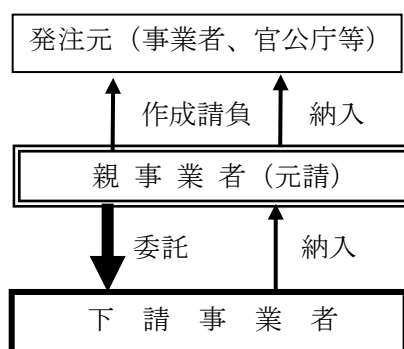 発注元（事業者、官公庁等）
作成請負 納入
親 事 業 者（元請）
委託 納入
下 請 事 業 者